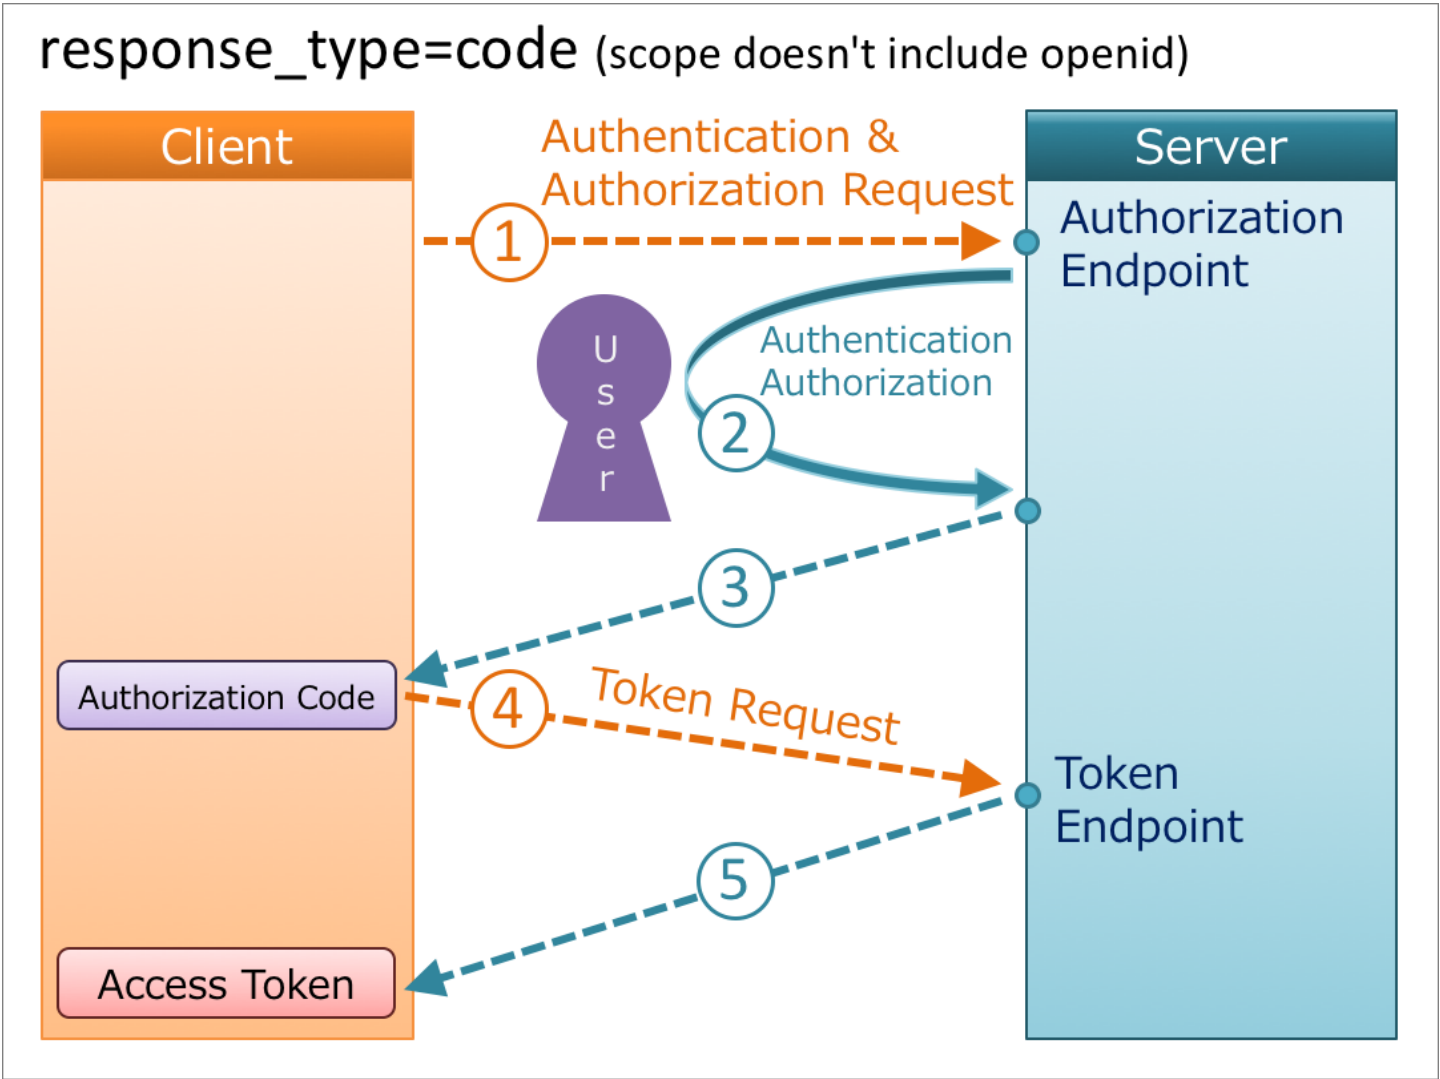 response_type=code (scope doesn't include openid)
Client
Authentication &
Authorization Request
Server
1
Authorization
Endpoint
User
Authentication
Authorization
2
3
Authorization Code
4
Token Request
Token
Endpoint
5
Access Token